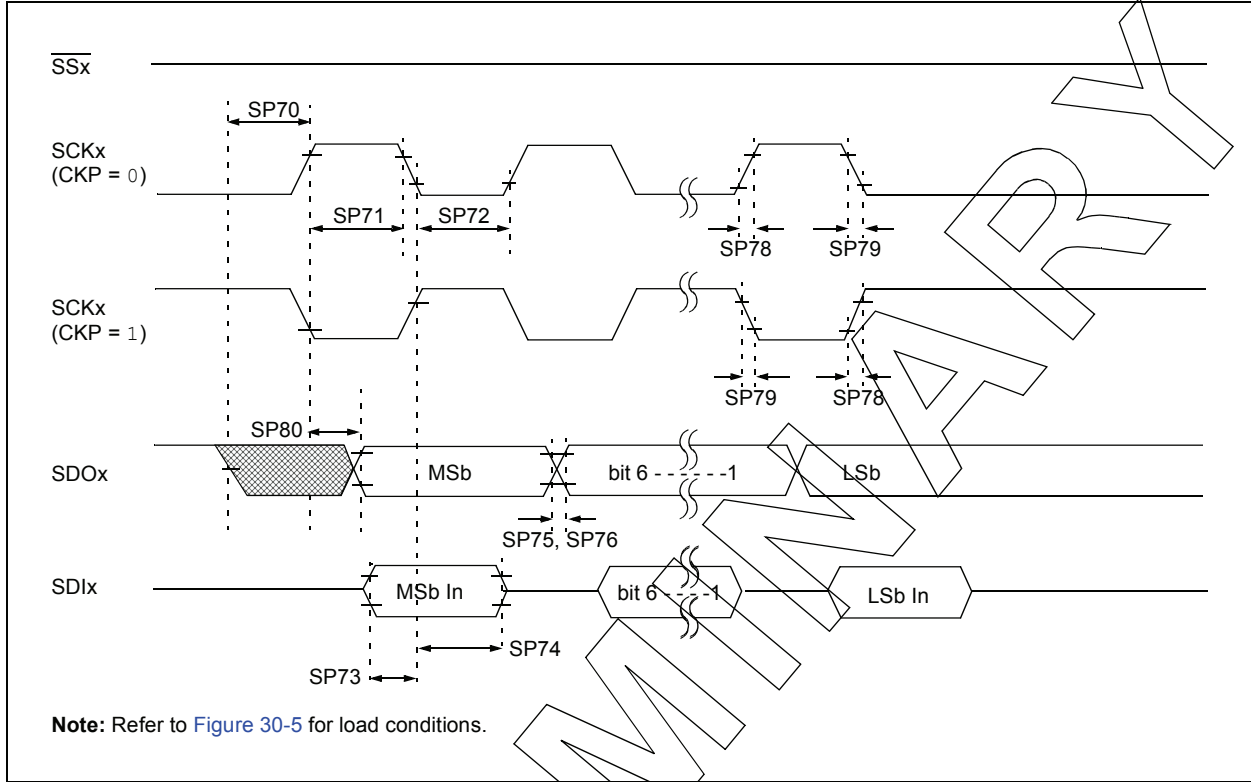 SSx
SP70
SCKx
(CKP = 0)
SP71
SP72
SP78
SP79
SCKx
(CKP = 1)
SP79
SP78
SP80
SDOx
MSb
bit 6 - - - - - -1
LSb
SP75, SP76
SDIx
MSb In
bit 6 - - - - -1
LSb In
SP74
SP73
Note: Refer to Figure 30-5 for load conditions.
MINARY